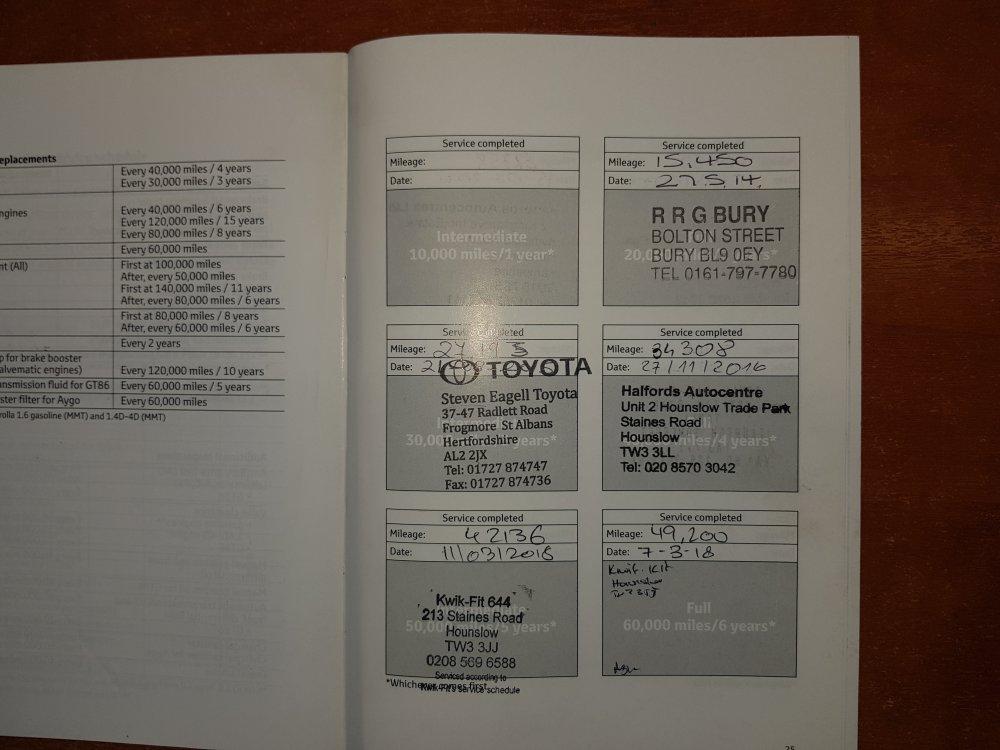 eplacements
Every 40,000 miles / 4 years
Every 30,000 miles / 3 years
ngines
Every 40,000 miles / 6 years
Every 120,000 miles / 15 years
Every 80,000 miles / 8 years
Every 60,000 miles
nt (All)
First at 100,000 miles
After, every 50,000 miles
First at 140,000 miles / 11 years
After, every 80,000 miles / 6 years
First at 80,000 miles / 8 years
After, every 60,000 miles / 6 years
Every 2 years
p for brake booster
alvematic engines)
Every 120,000 miles / 10 years
ansmission fluid for GT86
Every 60,000 miles / 5 years
ster filter for Aygo
Every 60,000 miles
rolla 1.6 gasoline (MMT) and 1.4D-4D (MMT)
Service completed
Mileage:
Date:
Intermediate
10,000 miles/1 year*
Service completed
Mileage: 15,450
Date: 27.5.14.
R R G BURY
BOLTON STREET
BURY BL9 0EY
TEL 0161-797-7780
Service completed
Mileage:
Date:
TOYOTA
Steven Eagell Toyota
37-47 Radlett Road
Frogmore St Albans
Hertfordshire
AL2 2JX
Tel: 01727 874747
Fax: 01727 874736
Service completed
Mileage: 34308
Date: 27/11/2016
Halfords Autocentre
Unit 2 Hounslow Trade Park
Staines Road
Hounslow
TW3 3LL
Tel: 020 8570 3042
Service completed
Mileage: 42136
Date: 11/03/2018
Kwik-Fit 644
213 Staines Road
Hounslow
TW3 3JJ
0208 569 6588
Serviced according to
Kwik-Fit's service schedule
*Whichever comes first
Service completed
Mileage: 49,200
Date: 7-3-18
Kwif. Kit
Hounslow
Full
60,000 miles/6 years*
25